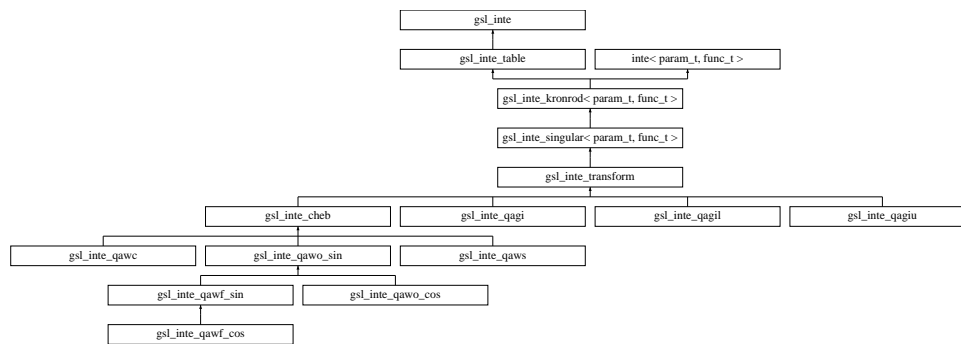 gsl_inte
gsl_inte_table
inte< param_t, func_t >
gsl_inte_kronrod< param_t, func_t >
gsl_inte_singular< param_t, func_t >
gsl_inte_transform
gsl_inte_cheb
gsl_inte_qagi
gsl_inte_qagil
gsl_inte_qagiu
gsl_inte_qawc
gsl_inte_qawo_sin
gsl_inte_qaws
gsl_inte_qawf_sin
gsl_inte_qawo_cos
gsl_inte_qawf_cos